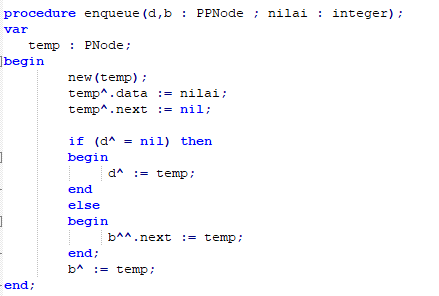 procedure enqueue(d,b : PPNode ; nilai : integer);
var
   temp : PNode;
begin
        new(temp);
        temp^.data := nilai;
        temp^.next := nil;

        if (d^ = nil) then
        begin
             d^ := temp;
        end
        else
        begin
             b^^.next := temp;
        end;
        b^ := temp;
end;